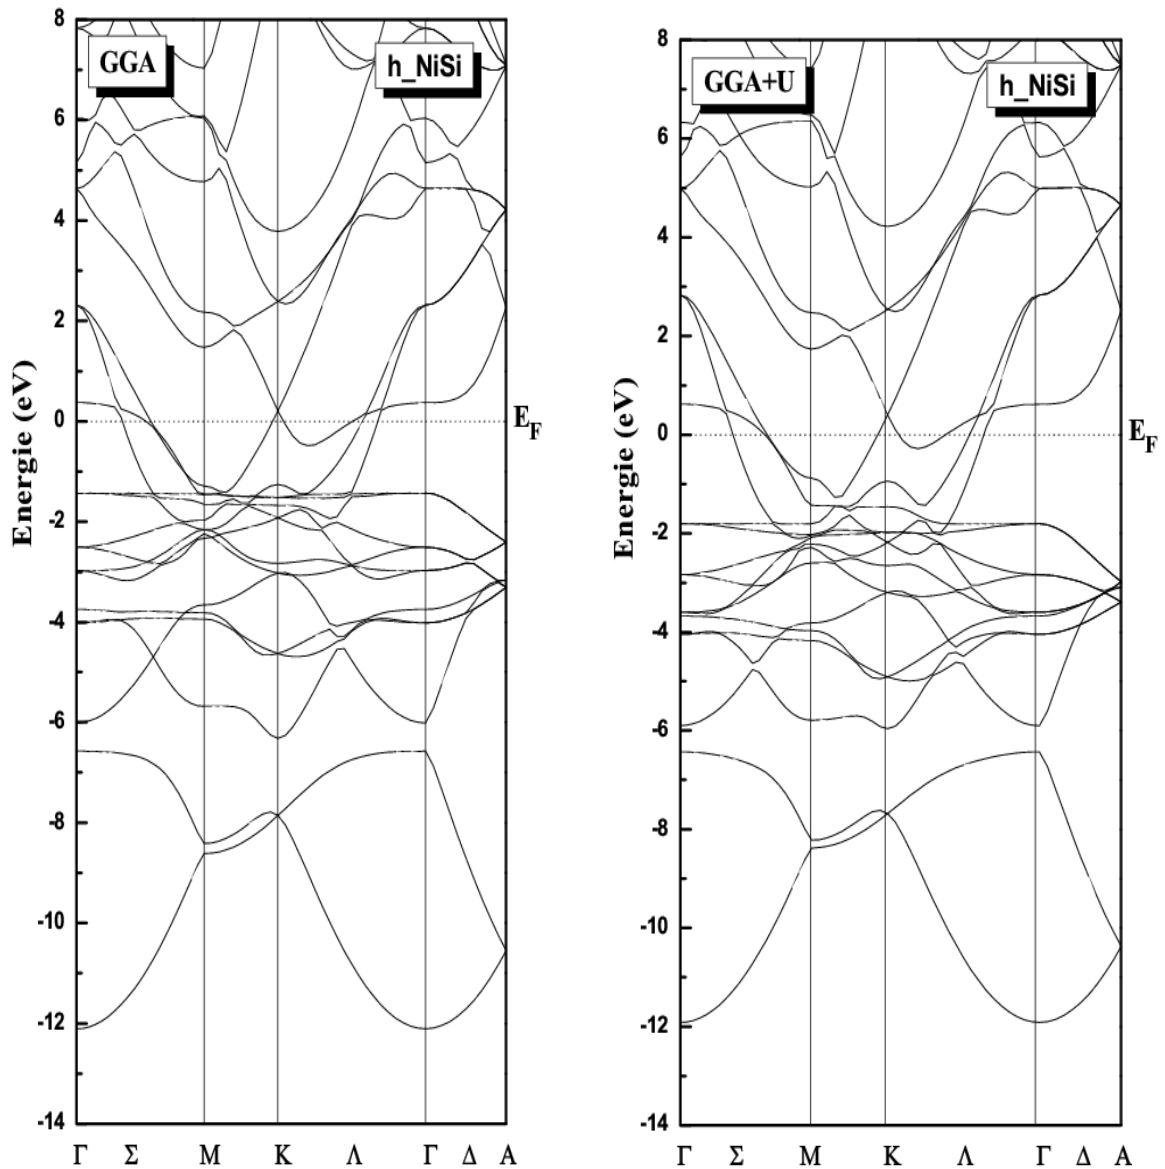 GGA
h_NiSi
8
6
4
2
0
-2
-4
-6
-8
-10
-12
-14
Energie (eV)
E_F
Γ Σ M K Λ Γ Δ A
GGA+U
h_NiSi
8
6
4
2
0
-2
-4
-6
-8
-10
-12
-14
Energie (eV)
E_F
Γ Σ M K Λ Γ Δ A